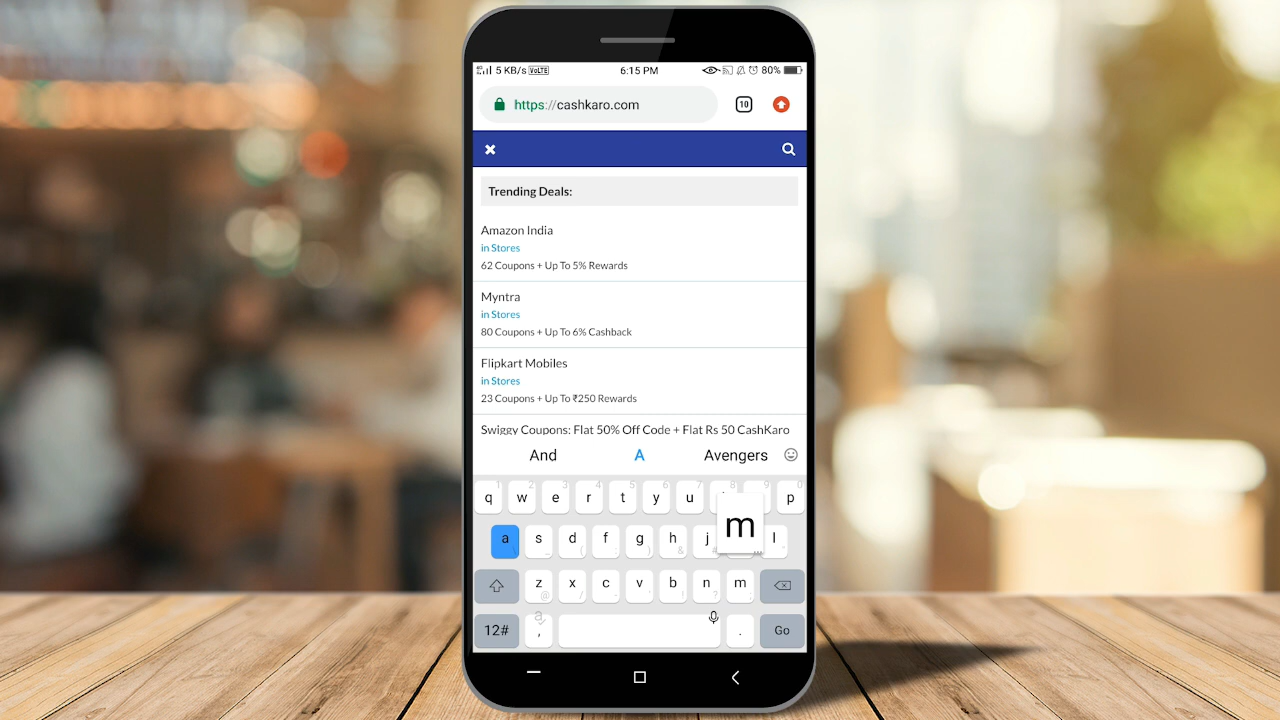 5 KB/s VoLTE 6:15 PM 80%
https://cashkaro.com 10
Trending Deals:
Amazon India
in Stores
62 Coupons + Up To 5% Rewards
Myntra
in Stores
80 Coupons + Up To 6% Cashback
Flipkart Mobiles
in Stores
23 Coupons + Up To ₹250 Rewards
Swiggy Coupons: Flat 50% Off Code + Flat Rs 50 CashKaro
And A Avengers
q w e r t y u p
m
a s d f g h j l
z x c v b n m
12# , . Go